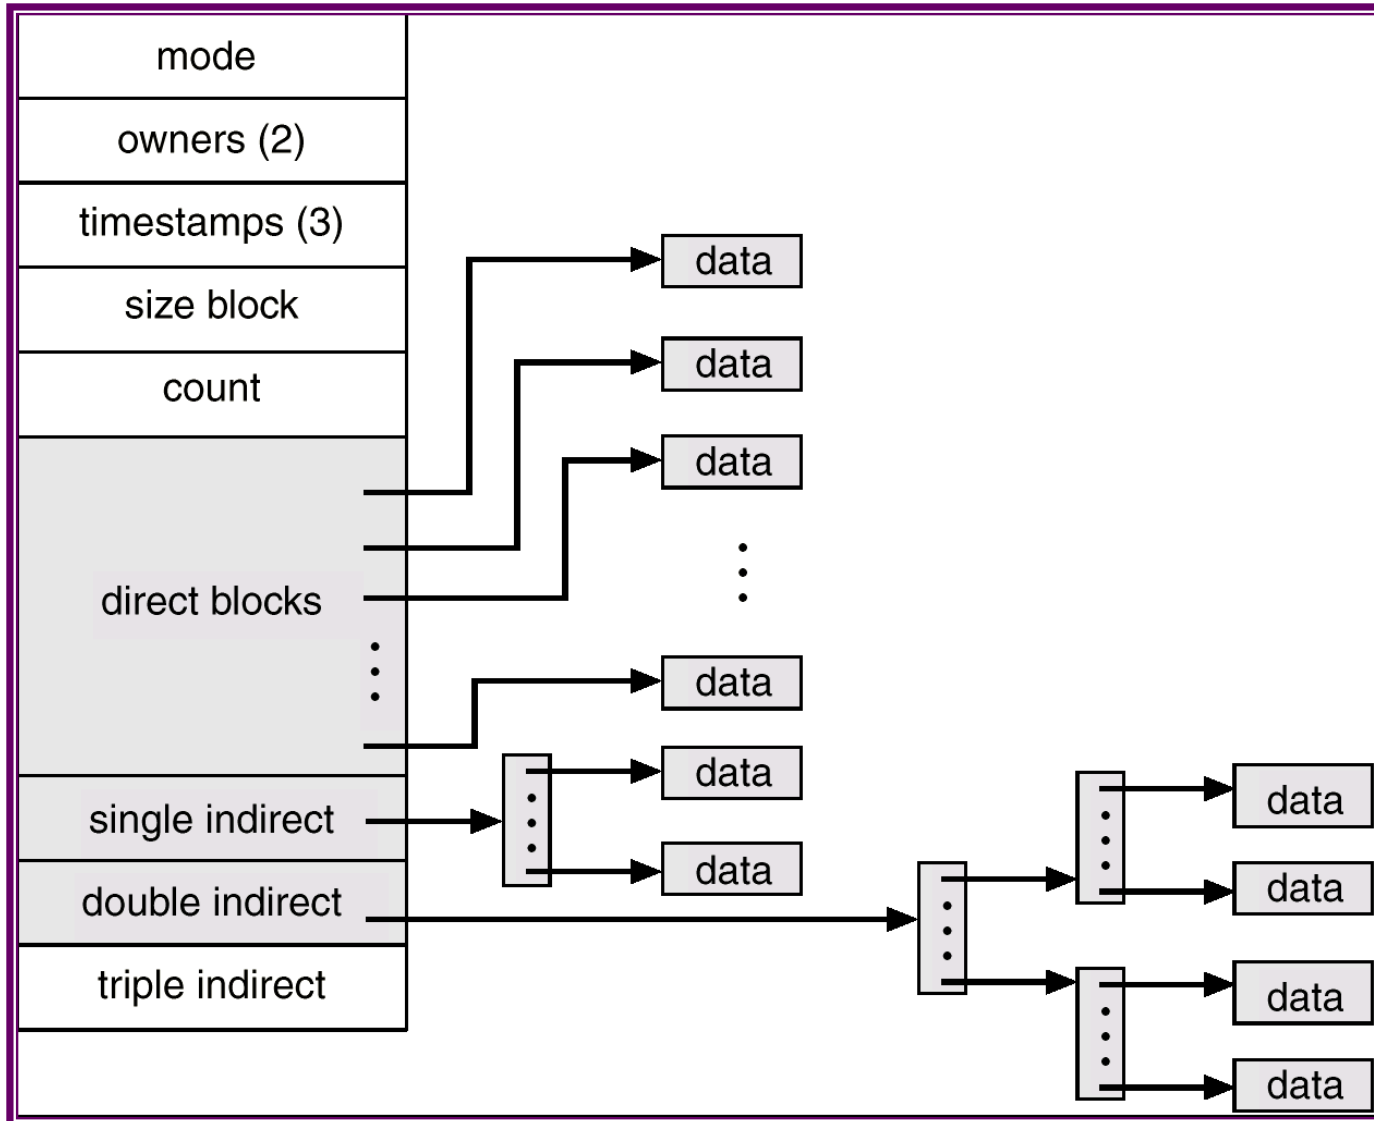 mode
owners (2)
timestamps (3)
size block
count
direct blocks
single indirect
double indirect
triple indirect
data
data
data
data
data
data
data
data
data
data